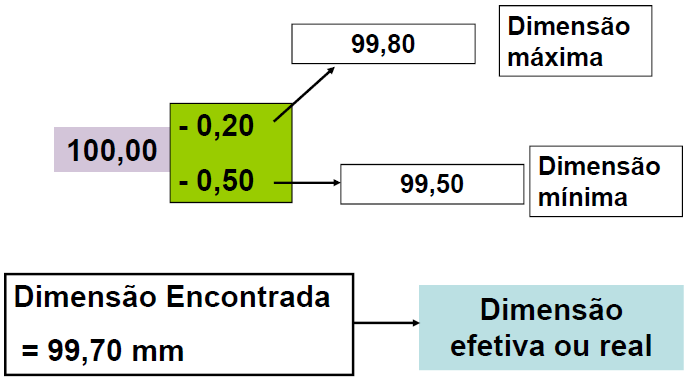 99,80
Dimensão
máxima
100,00
- 0,20
- 0,50
99,50
Dimensão
mínima
Dimensão Encontrada
= 99,70 mm
Dimensão
efetiva ou real